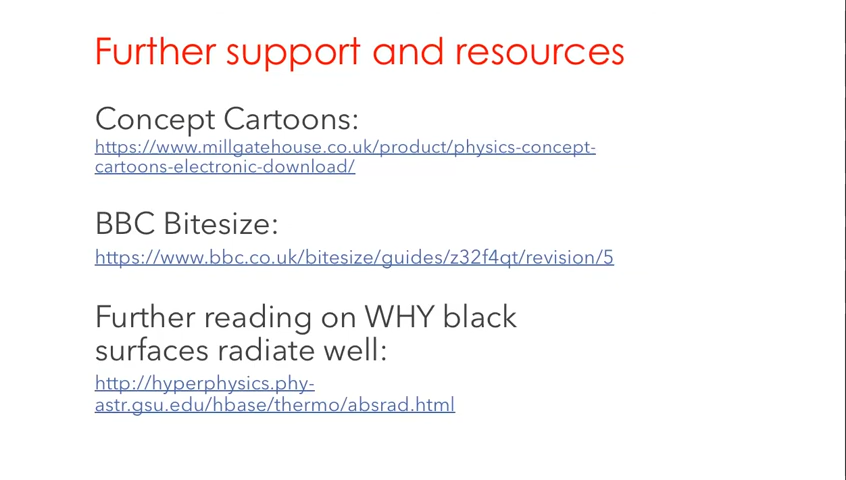 Further support and resources
Concept Cartoons:
https://www.millgatehouse.co.uk/product/physics-concept-
cartoons-electronic-download/
BBC Bitesize:
https://www.bbc.co.uk/bitesize/guides/z32f4qt/revision/5
Further reading on WHY black
surfaces radiate well:
http://hyperphysics.phy-
astr.gsu.edu/hbase/thermo/absrad.html